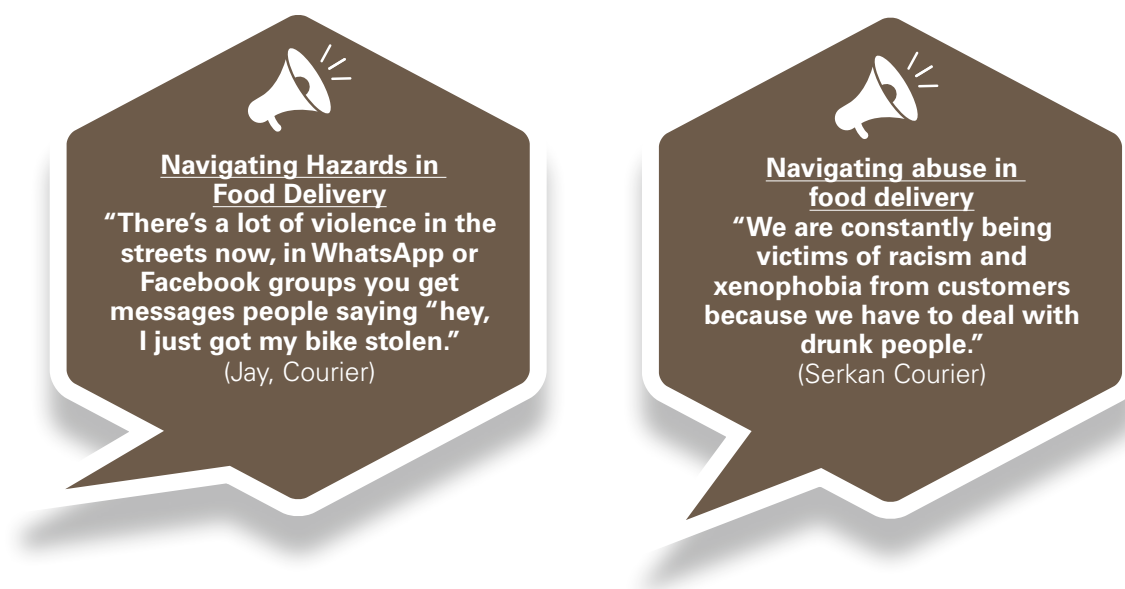 Navigating Hazards in
Food Delivery
“There’s a lot of violence in the
streets now, in WhatsApp or
Facebook groups you get
messages people saying “hey,
I just got my bike stolen.”
(Jay, Courier)
Navigating abuse in
food delivery
“We are constantly being
victims of racism and
xenophobia from customers
because we have to deal with
drunk people.”
(Serkan Courier)